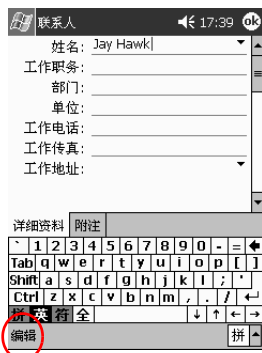 联系人 17:39 ok
姓名: Jay Hawk
工作职务:
部门:
单位:
工作电话:
工作传真:
工作地址:
详细资料 附注
` 1 2 3 4 5 6 7 8 9 0 - =
Tab q w e r t y u i o p [ ]
Shift a s d f g h j k l ; '
Ctrl z x c v b n m , . /
拼 英 符 全
编辑 拼